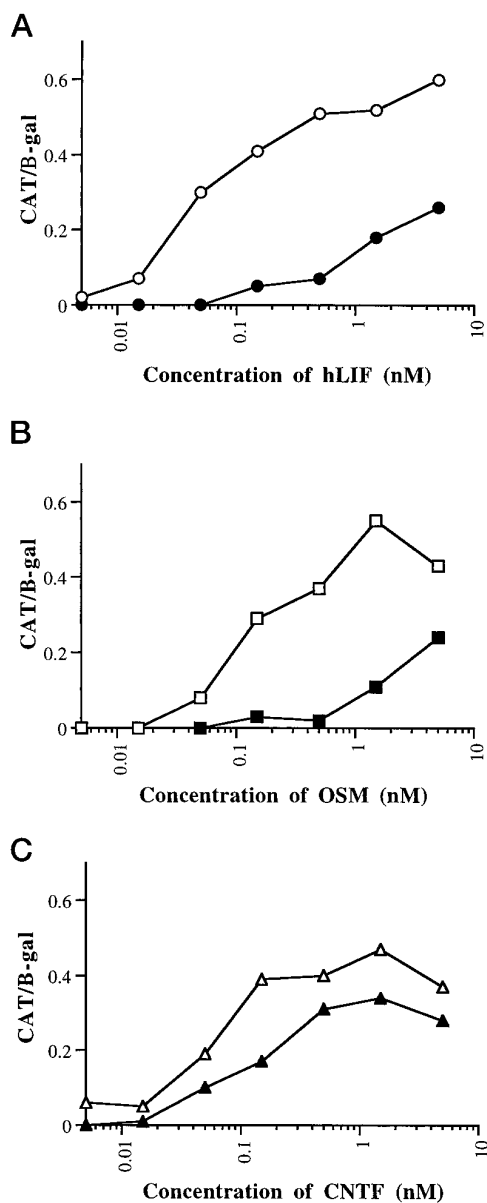 A
CAT/B-gal
0.6
0.4
0.2
0
0.01
0.1
1
10
Concentration of hLIF (nM)
B
CAT/B-gal
0.6
0.4
0.2
0
0.01
0.1
1
10
Concentration of OSM (nM)
C
CAT/B-gal
0.6
0.4
0.2
0
0.01
0.1
1
10
Concentration of CNTF (nM)